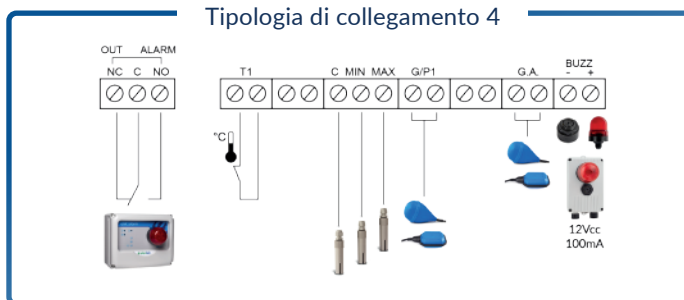 Tipologia di collegamento 4
OUT ALARM
NC C NO
T1
C MIN MAX
G/P1
G.A.
BUZZ
- +
°C
12Vcc
100mA